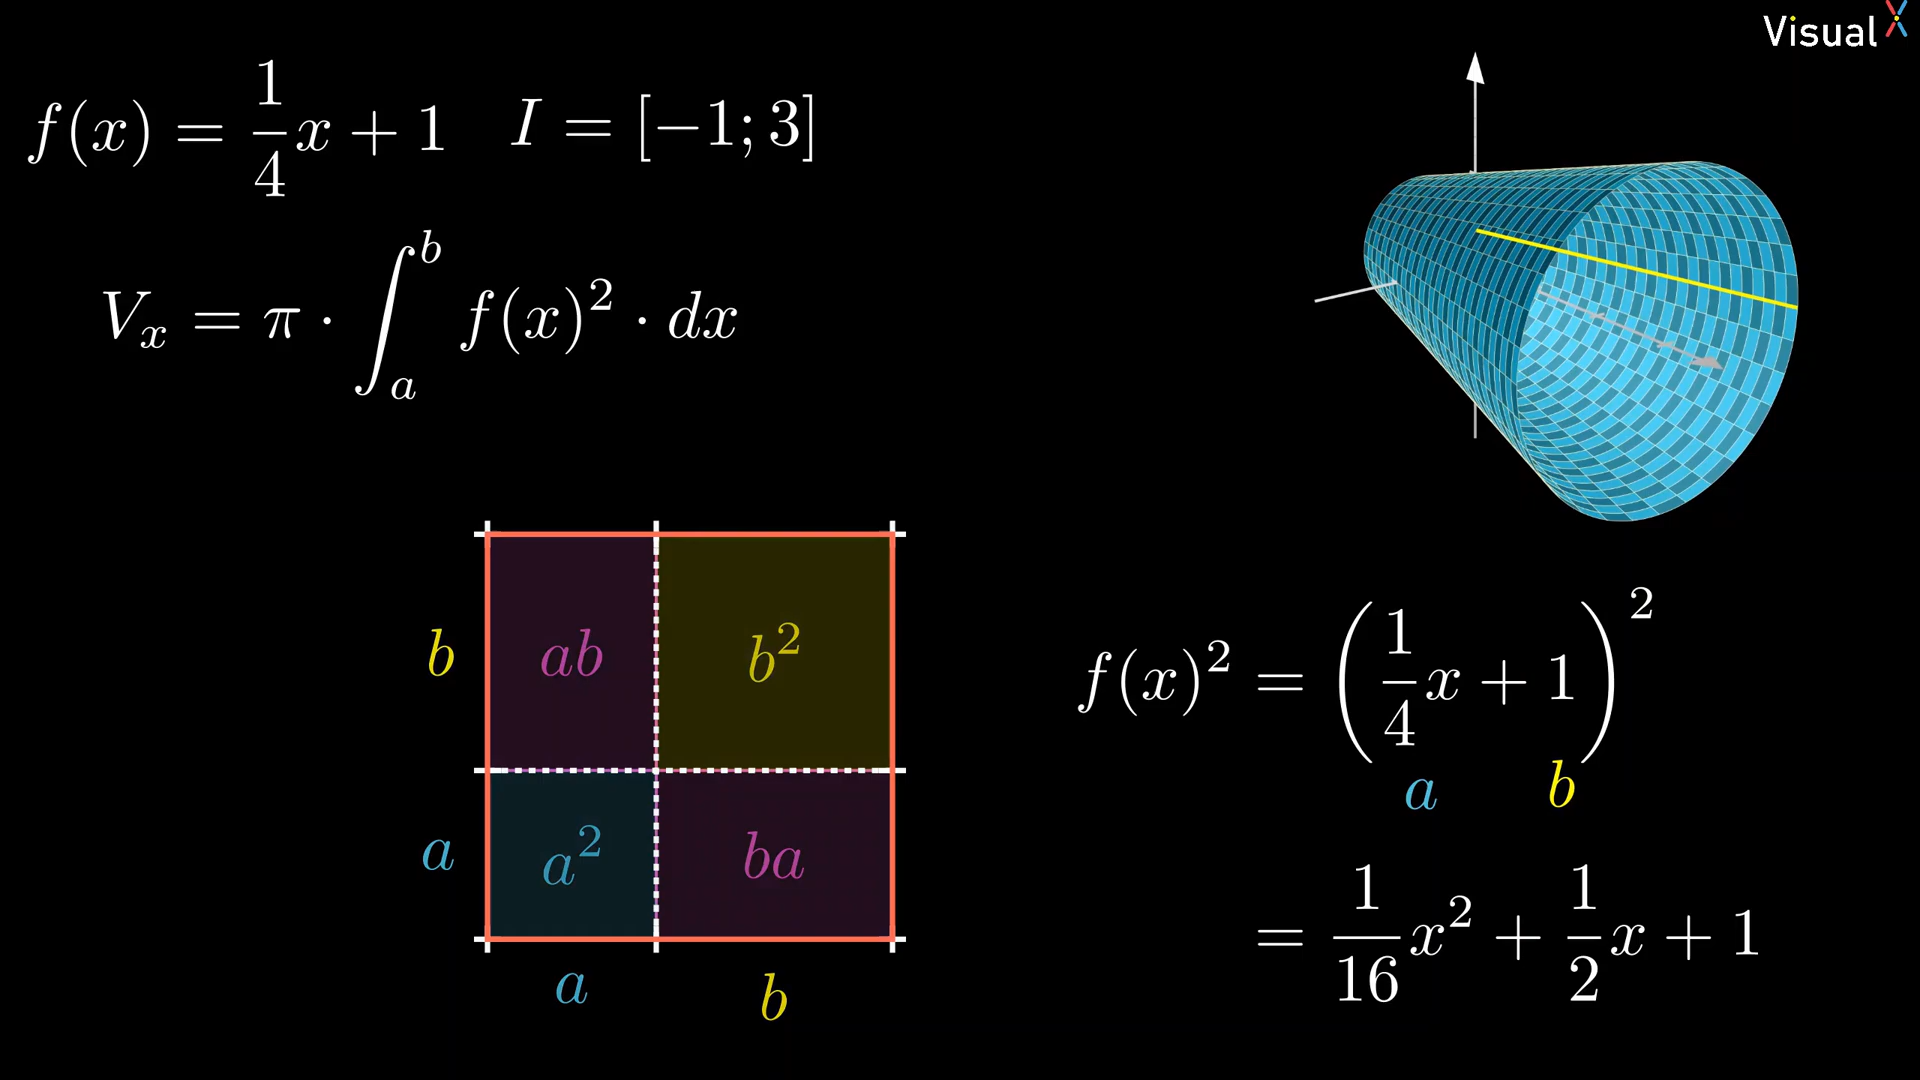 VisualX
f(x) = 1/4 x + 1   I = [−1; 3]
V_x = π · ∫_a^b f(x)² · dx
b ab b²
a a² ba
a b
f(x)² = (1/4 x + 1)²
a b
= 1/16 x² + 1/2 x + 1